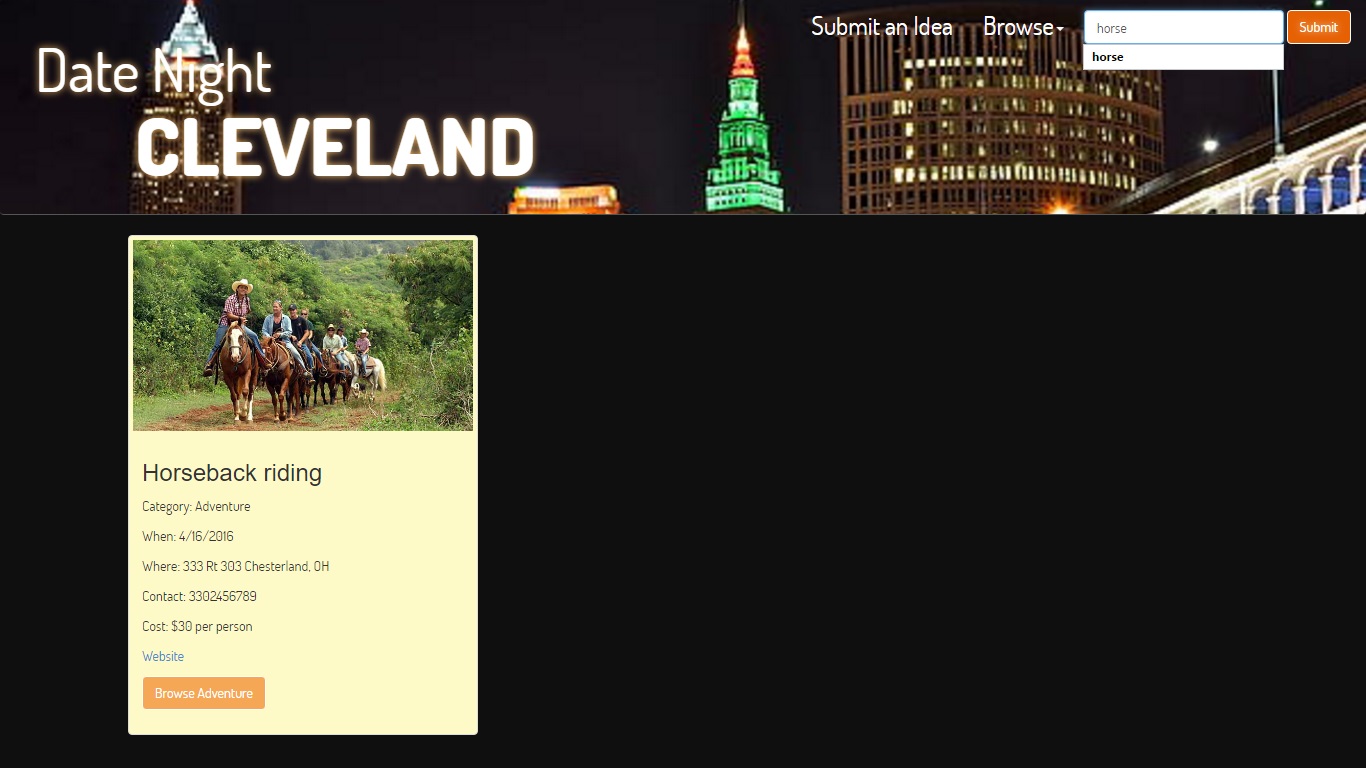 Date Night
CLEVELAND
Submit an Idea
Browse
horse
Submit
horse
Horseback riding
Category: Adventure
When: 4/16/2016
Where: 333 Rt 303 Chesterland, OH
Contact: 3302456789
Cost: $30 per person
Website
Browse Adventure